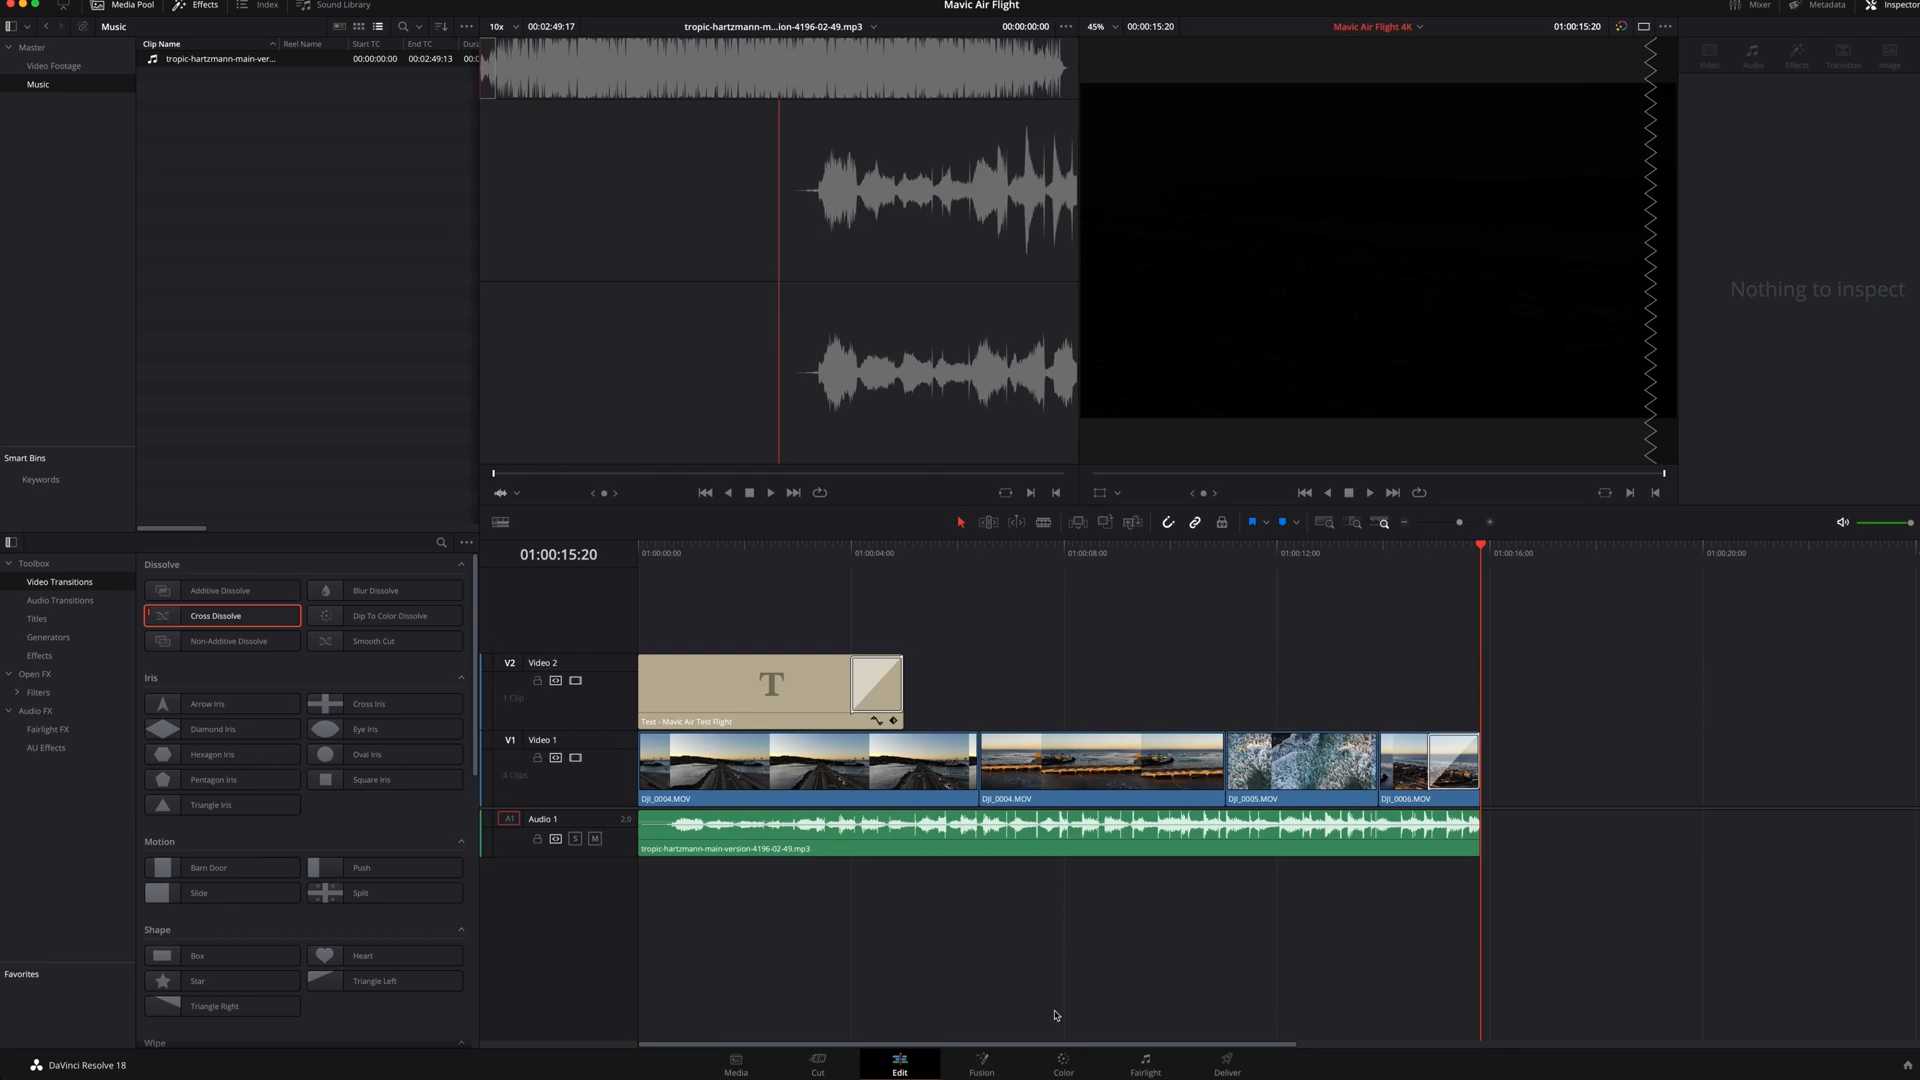 Media Pool
Effects
Index
Sound Library
Mavic Air Flight
Mixer
Metadata
Inspector
Music
10x
00:02:49:17
tropic-hartzmann-m...ion-4196-02-49.mp3
00:00:00:00
45%
00:00:15:20
Mavic Air Flight 4K
01:00:15:20
Master
Video Footage
Music
Clip Name
Reel Name
Start TC
End TC
Dura
tropic-hartzmann-main-ver...
00:00:00:00
00:02:49:13
00:0
Video
Audio
Effects
Transition
Image
Nothing to inspect
Smart Bins
Keywords
Toolbox
Video Transitions
Audio Transitions
Titles
Generators
Effects
Open FX
Filters
Audio FX
Fairlight FX
AU Effects
Favorites
Dissolve
Additive Dissolve
Blur Dissolve
Cross Dissolve
Dip To Color Dissolve
Non-Additive Dissolve
Smooth Cut
Iris
Arrow Iris
Cross Iris
Diamond Iris
Eye Iris
Hexagon Iris
Oval Iris
Pentagon Iris
Square Iris
Triangle Iris
Motion
Barn Door
Push
Slide
Split
Shape
Box
Heart
Star
Triangle Left
Triangle Right
Wipe
01:00:15:20
01:00:00:00
01:00:04:00
01:00:08:00
01:00:12:00
01:00:16:00
01:00:20:00
V2
Video 2
1 Clip
T
Text - Mavic Air Test Flight
V1
Video 1
4 Clips
DJI_0004.MOV
DJI_0004.MOV
DJI_0005.MOV
DJI_0006.MOV
A1
Audio 1
2.0
S
M
tropic-hartzmann-main-version-4196-02-49.mp3
DaVinci Resolve 18
Media
Cut
Edit
Fusion
Color
Fairlight
Deliver